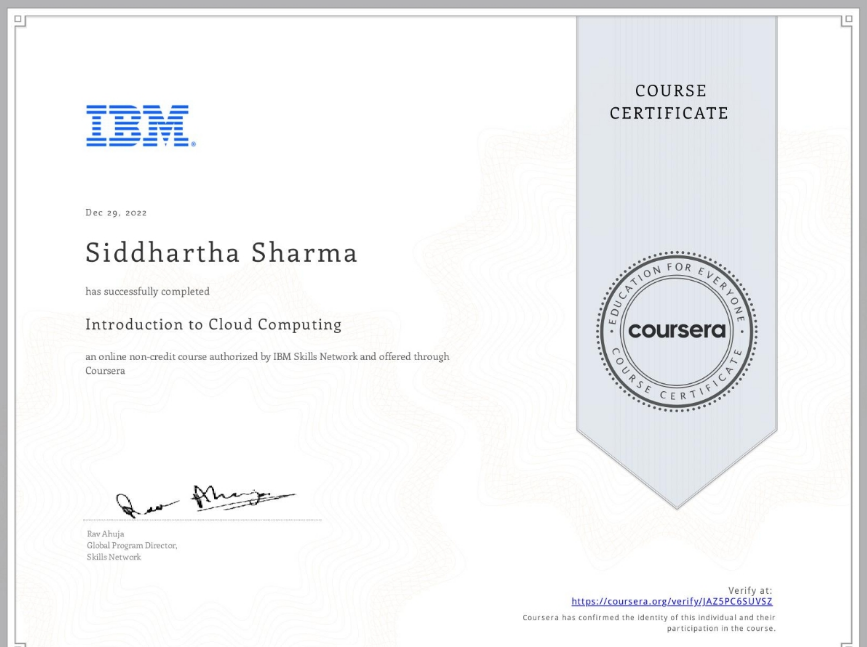 COURSE
CERTIFICATE
IBM®
Dec 29, 2022
Siddhartha Sharma
has successfully completed
Introduction to Cloud Computing
an online non-credit course authorized by IBM Skills Network and offered through
Coursera
EDUCATION FOR EVERYONE
coursera
COURSE CERTIFICATE
Rav Ahuja
Rav Ahuja
Global Program Director,
Skills Network
Verify at:
https://coursera.org/verify/JAZ5PC6SUVSZ
Coursera has confirmed the identity of this individual and their
participation in the course.